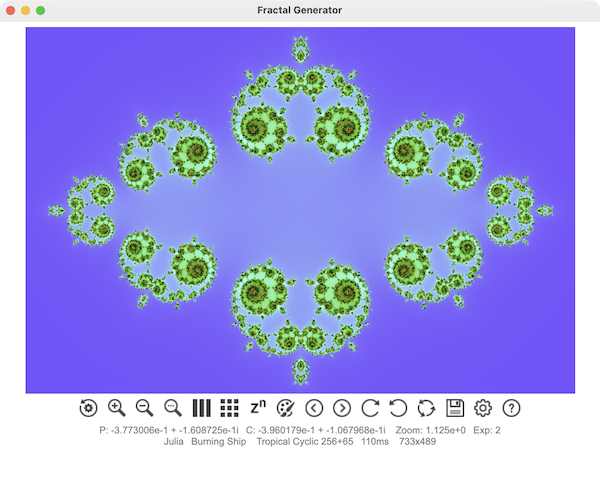 Fractal Generator
zⁿ
P: -3.773006e-1 + -1.608725e-1i C: -3.960179e-1 + -1.067968e-1i Zoom: 1.125e+0 Exp: 2
Julia Burning Ship Tropical Cyclic 256+65 110ms 733x489